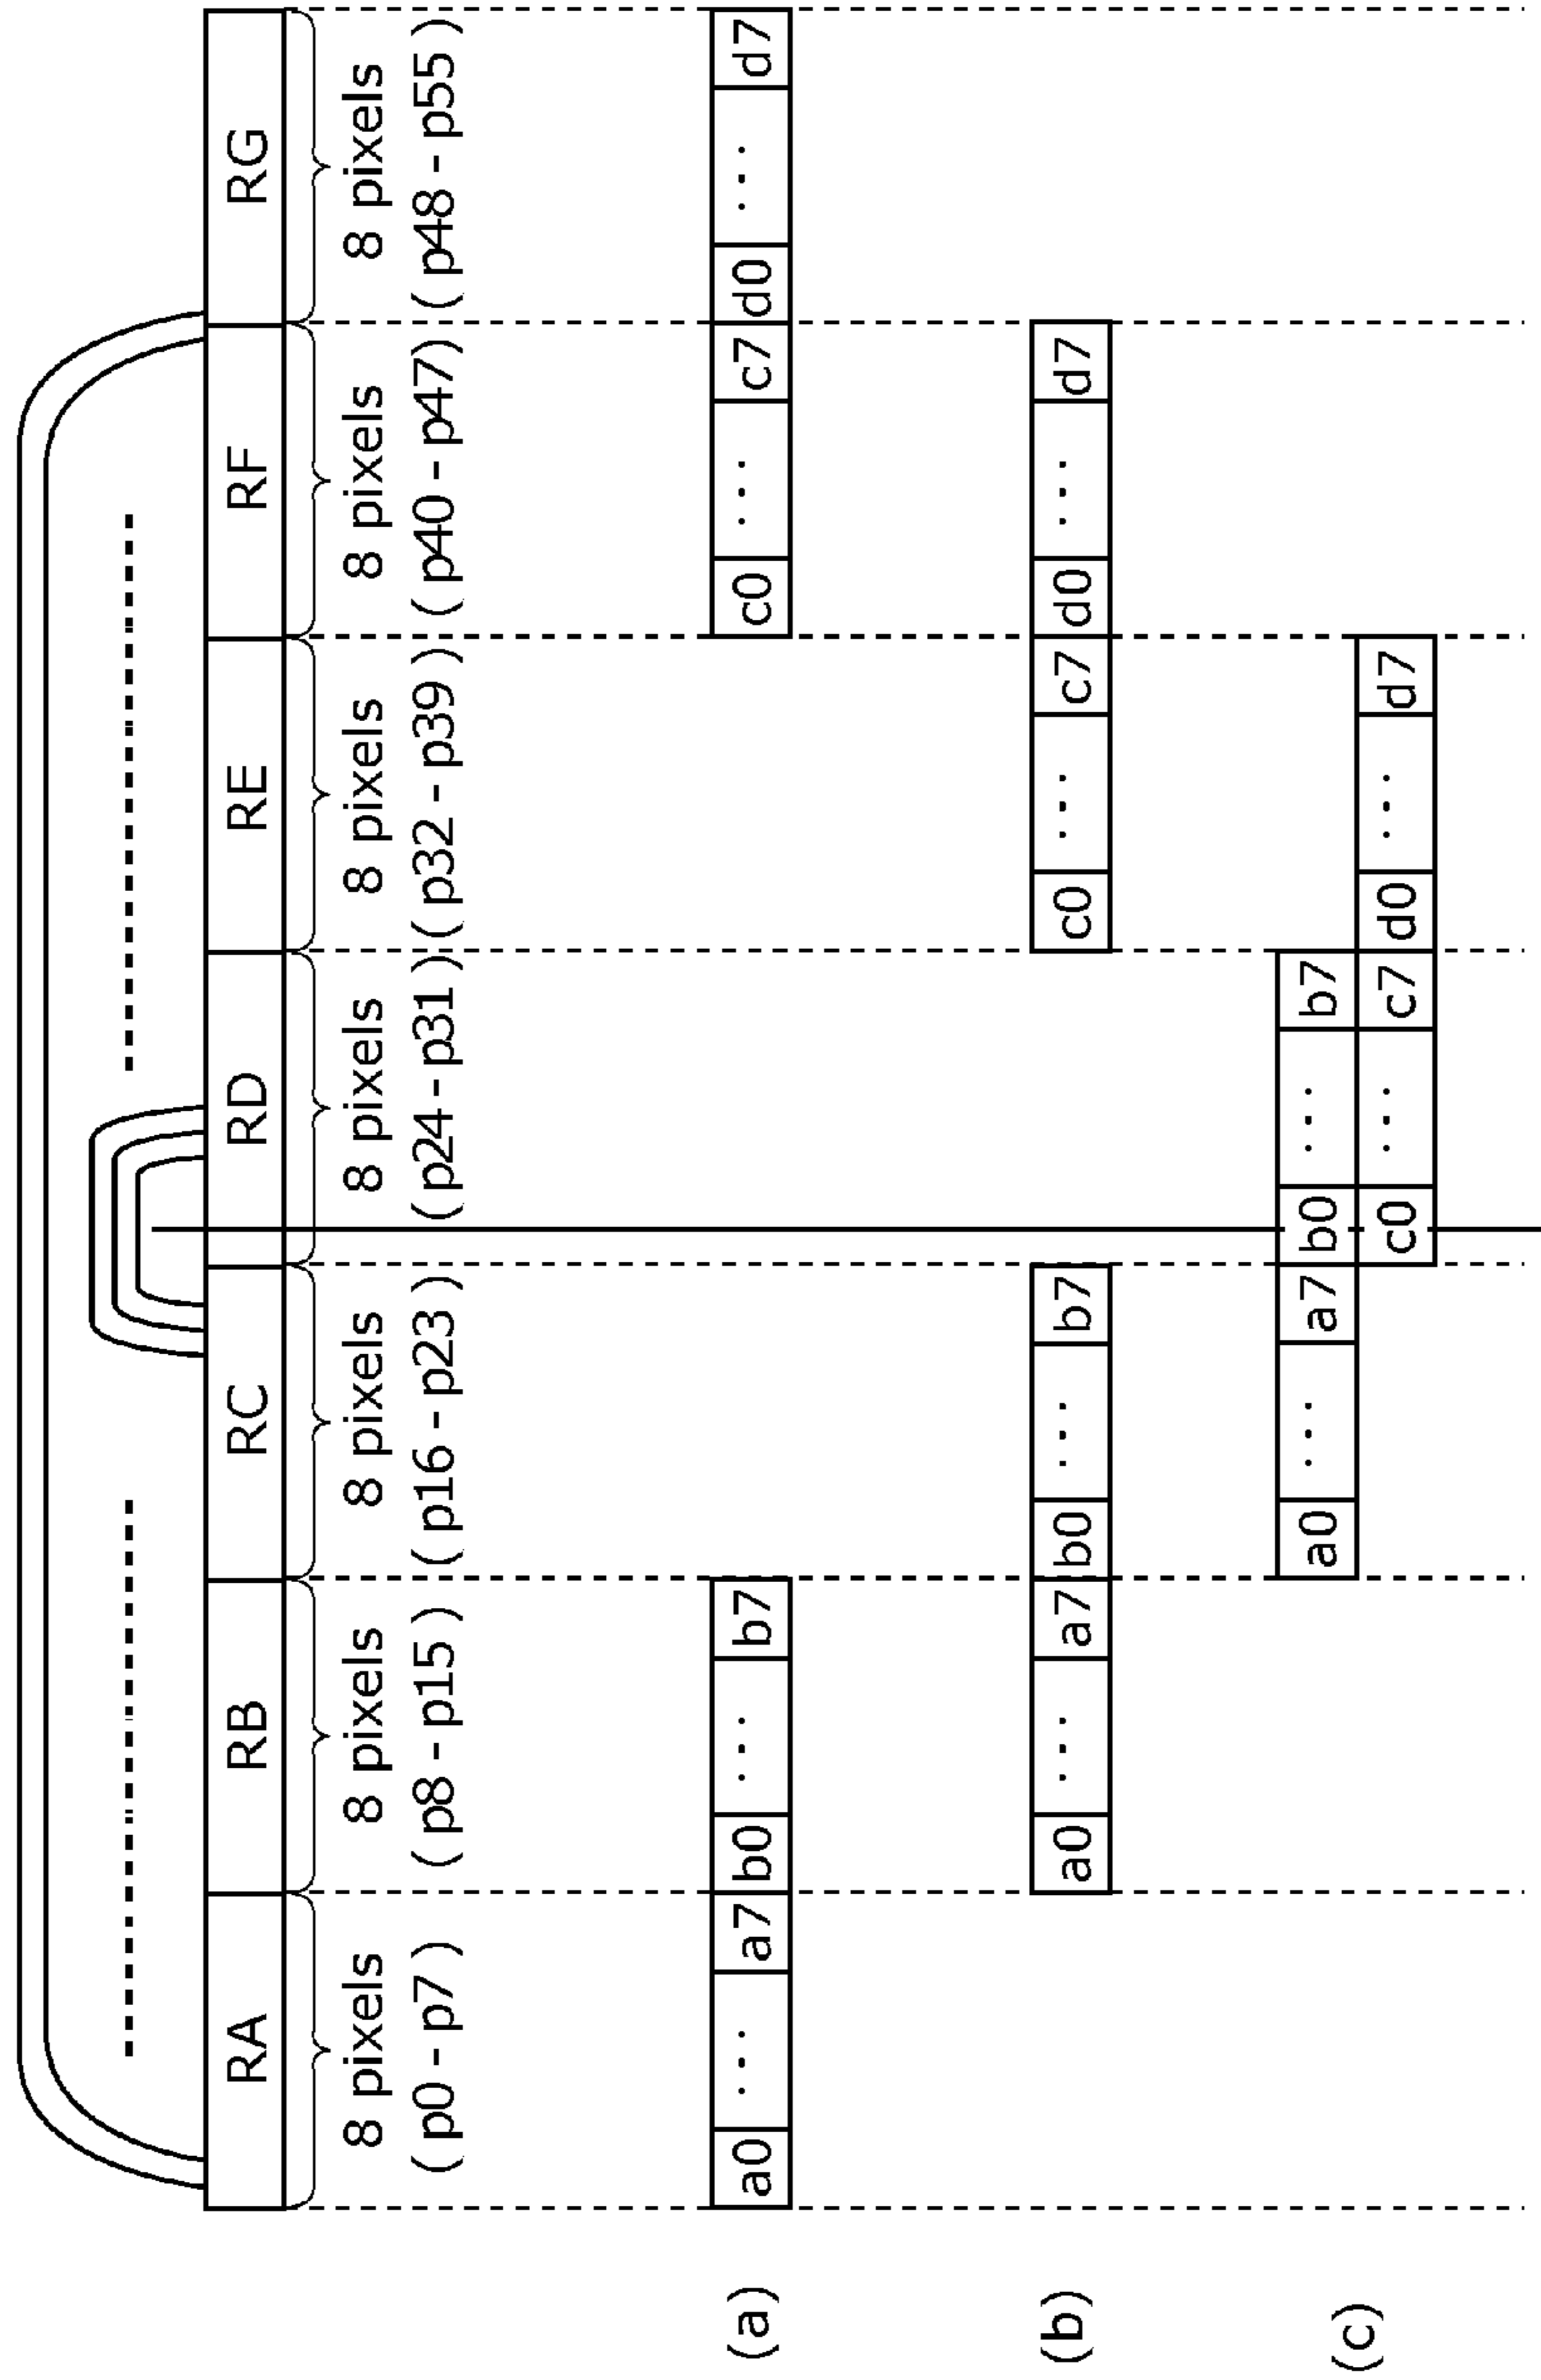 RA RB RC RD RE RF RG
8 pixels 8 pixels 8 pixels 8 pixels 8 pixels 8 pixels 8 pixels
( p0 - p7 ) ( p8 - p15 ) ( p16 - p23 ) ( p24 - p31 ) ( p32 - p39 ) ( p40 - p47 ) ( p48 - p55 )
(a) a0 ... a7 b0 ... b7 c0 ... c7 d0 ... d7
(b) a0 ... a7 b0 ... b7 c0 ... c7 d0 ... d7
(c) a0 ... a7 b0 ... b7
c0 ... c7 d0 ... d7